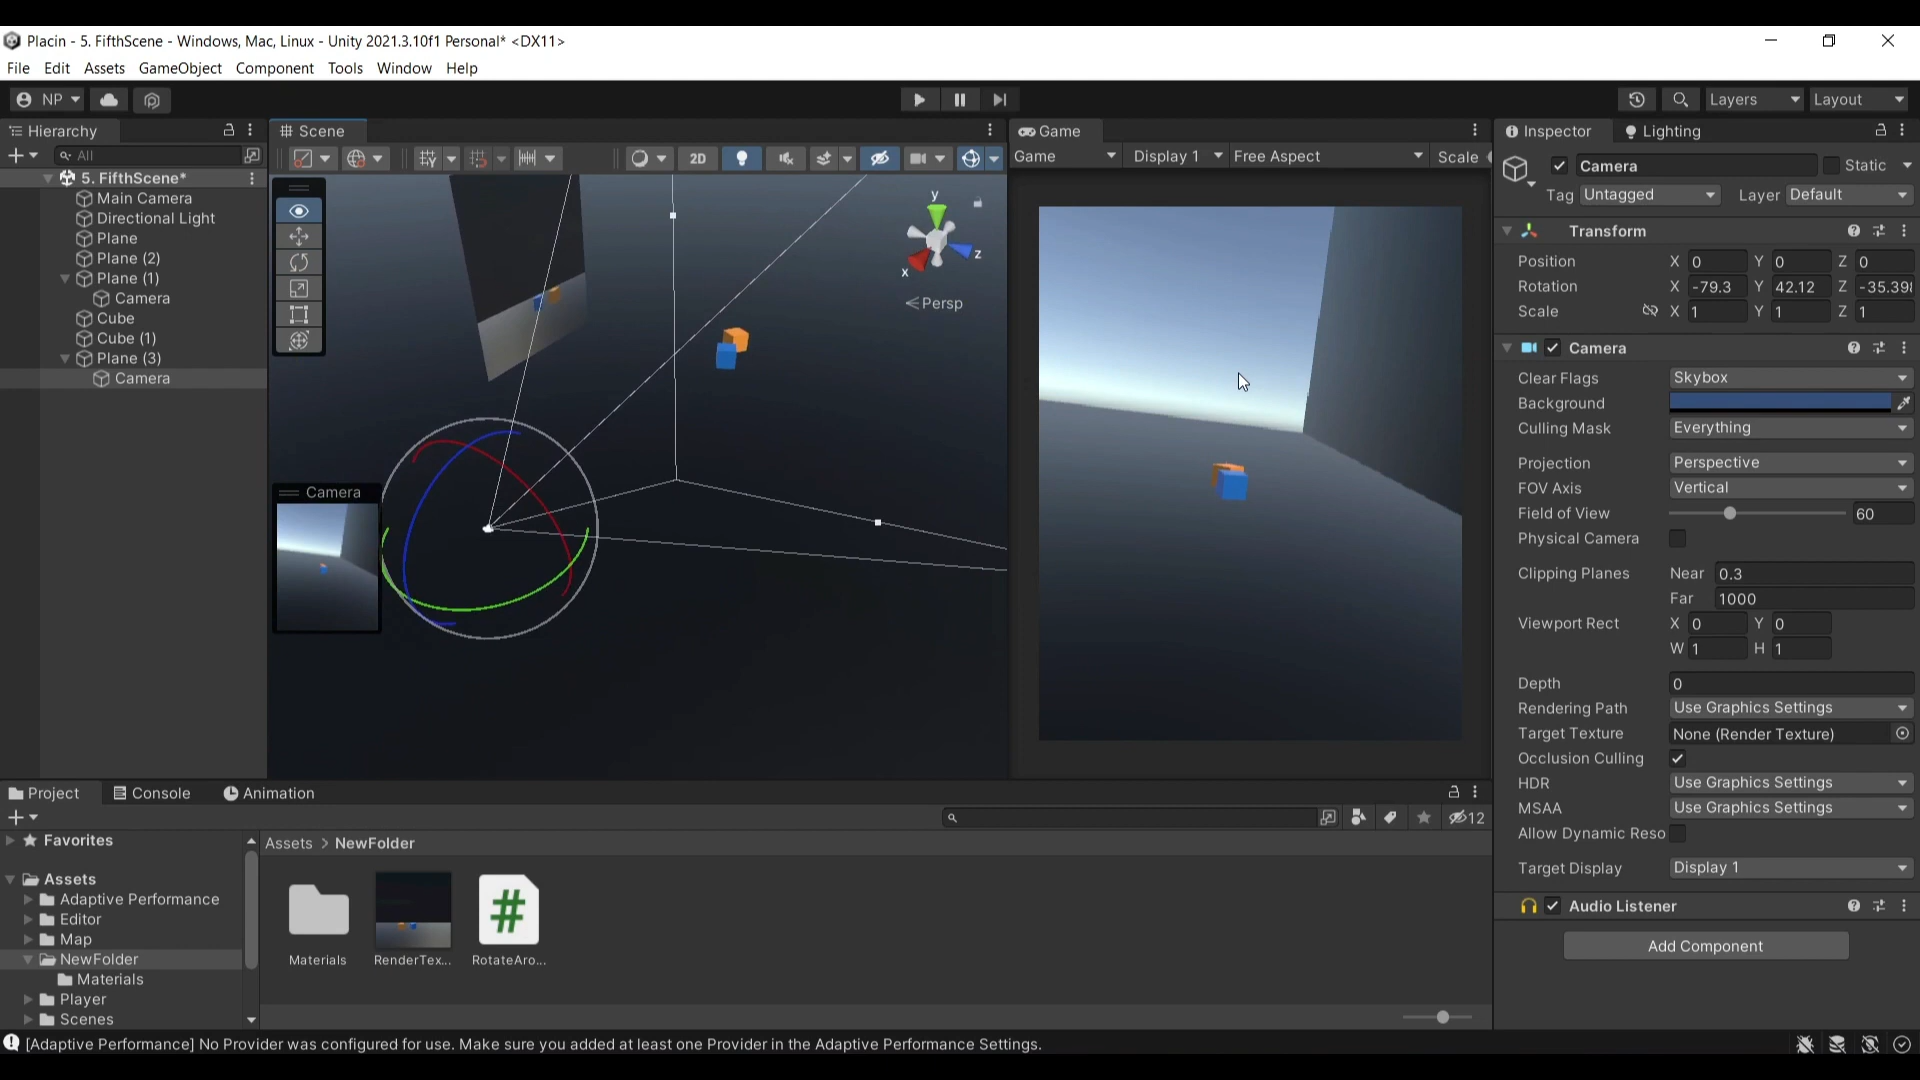 Placin - 5. FifthScene - Windows, Mac, Linux - Unity 2021.3.10f1 Personal* <DX11>
File Edit Assets GameObject Component Tools Window Help
NP Layers Layout
Hierarchy
All
5. FifthScene*
Main Camera
Directional Light
Plane
Plane (2)
Plane (1)
Camera
Cube
Cube (1)
Plane (3)
Camera
Scene
2D
y
z
x
Persp
Camera
Game
Game Display 1 Free Aspect Scale
Inspector Lighting
Camera Static
Tag Untagged Layer Default
Transform
Position X 0 Y 0 Z 0
Rotation X -79.3 Y 42.12 Z -35.398
Scale X 1 Y 1 Z 1
Camera
Clear Flags Skybox
Background
Culling Mask Everything
Projection Perspective
FOV Axis Vertical
Field of View 60
Physical Camera
Clipping Planes Near 0.3
Far 1000
Viewport Rect X 0 Y 0
W 1 H 1
Depth 0
Rendering Path Use Graphics Settings
Target Texture None (Render Texture)
Occlusion Culling
HDR Use Graphics Settings
MSAA Use Graphics Settings
Allow Dynamic Reso
Target Display Display 1
Audio Listener
Add Component
Project Console Animation
12
Favorites
Assets
Adaptive Performance
Editor
Map
NewFolder
Materials
Player
Scenes
Assets > NewFolder
#
Materials RenderTex... RotateAro...
[Adaptive Performance] No Provider was configured for use. Make sure you added at least one Provider in the Adaptive Performance Settings.